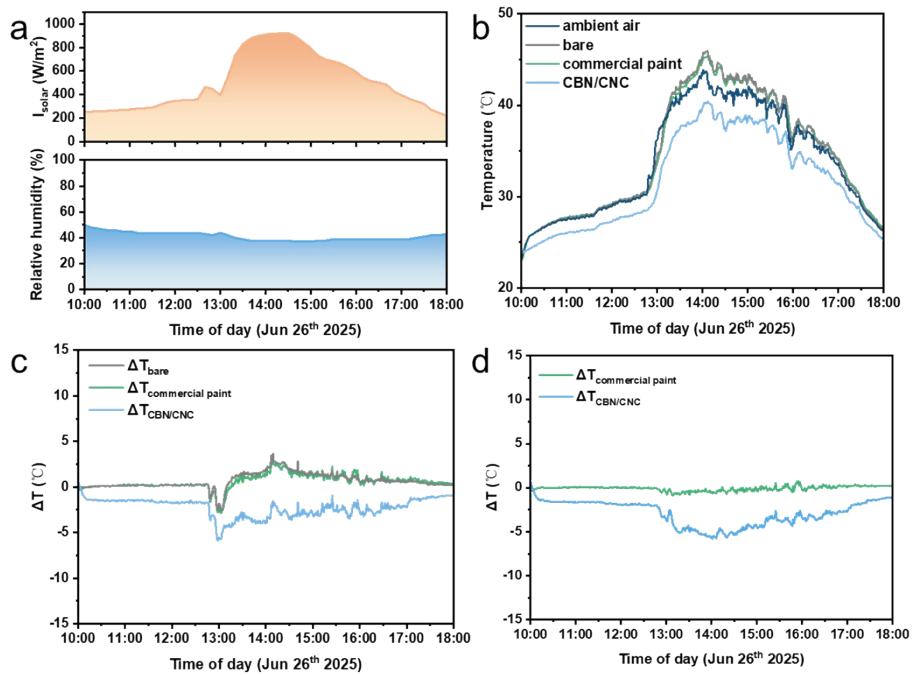 a
I_solar (W/m²)
1000
800
600
400
200
0
Relative humidity (%)
100
80
60
40
20
0
10:00 11:00 12:00 13:00 14:00 15:00 16:00 17:00 18:00
Time of day (Jun 26th 2025)
b
Temperature (℃)
50
40
30
20
ambient air
bare
commercial paint
CBN/CNC
10:00 11:00 12:00 13:00 14:00 15:00 16:00 17:00 18:00
Time of day (Jun 26th 2025)
c
ΔT (℃)
15
10
5
0
-5
-10
-15
ΔTbare
ΔTcommercial paint
ΔTCBN/CNC
10:00 11:00 12:00 13:00 14:00 15:00 16:00 17:00 18:00
Time of day (Jun 26th 2025)
d
ΔT (℃)
15
10
5
0
-5
-10
-15
ΔTcommercial paint
ΔTCBN/CNC
10:00 11:00 12:00 13:00 14:00 15:00 16:00 17:00 18:00
Time of day (Jun 26th 2025)